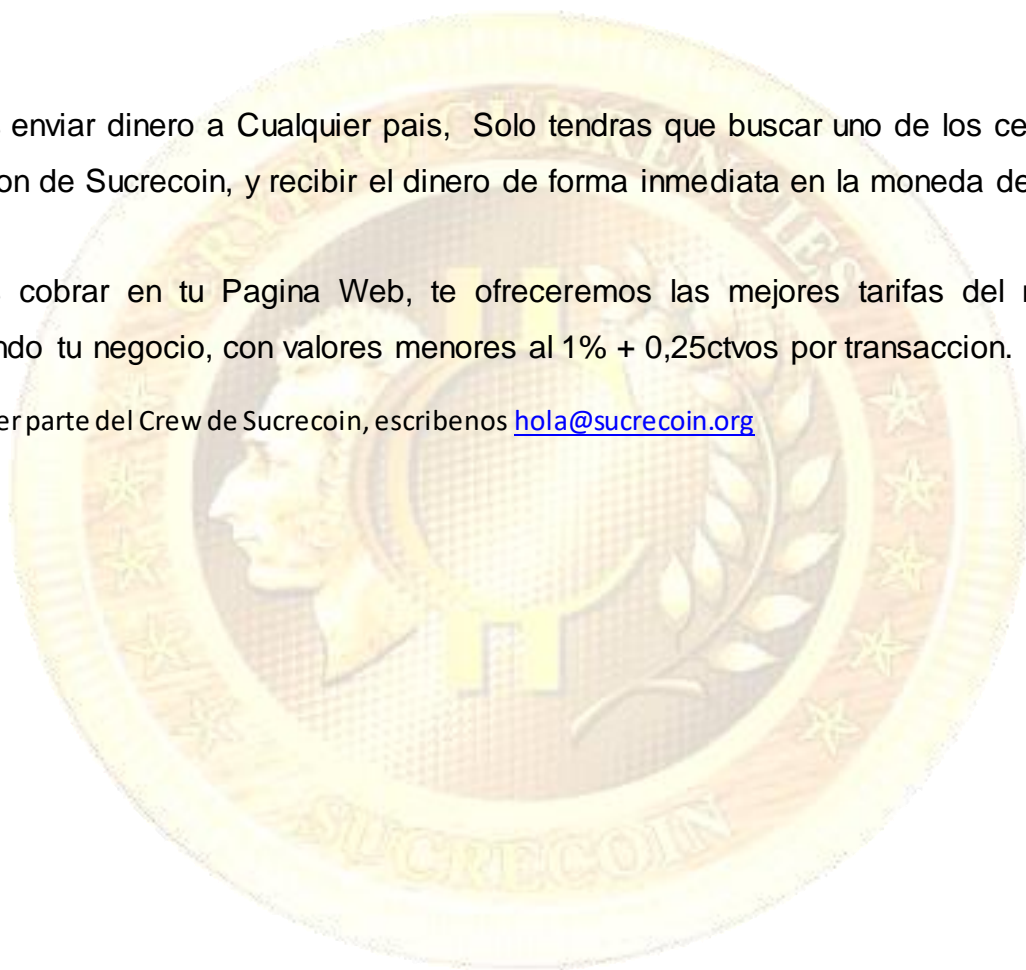 enviar dinero a Cualquier pais, Solo tendras que buscar uno de los ce
on de Sucrecoin, y recibir el dinero de forma inmediata en la moneda de
cobrar en tu Pagina Web, te ofreceremos las mejores tarifas del
ndo tu negocio, con valores menores al 1% + 0,25ctvos por transaccion.
er parte del Crew de Sucrecoin, escribenos hola@sucrecoin.org
CRYPTO CURRENCIES
SUCRECOIN